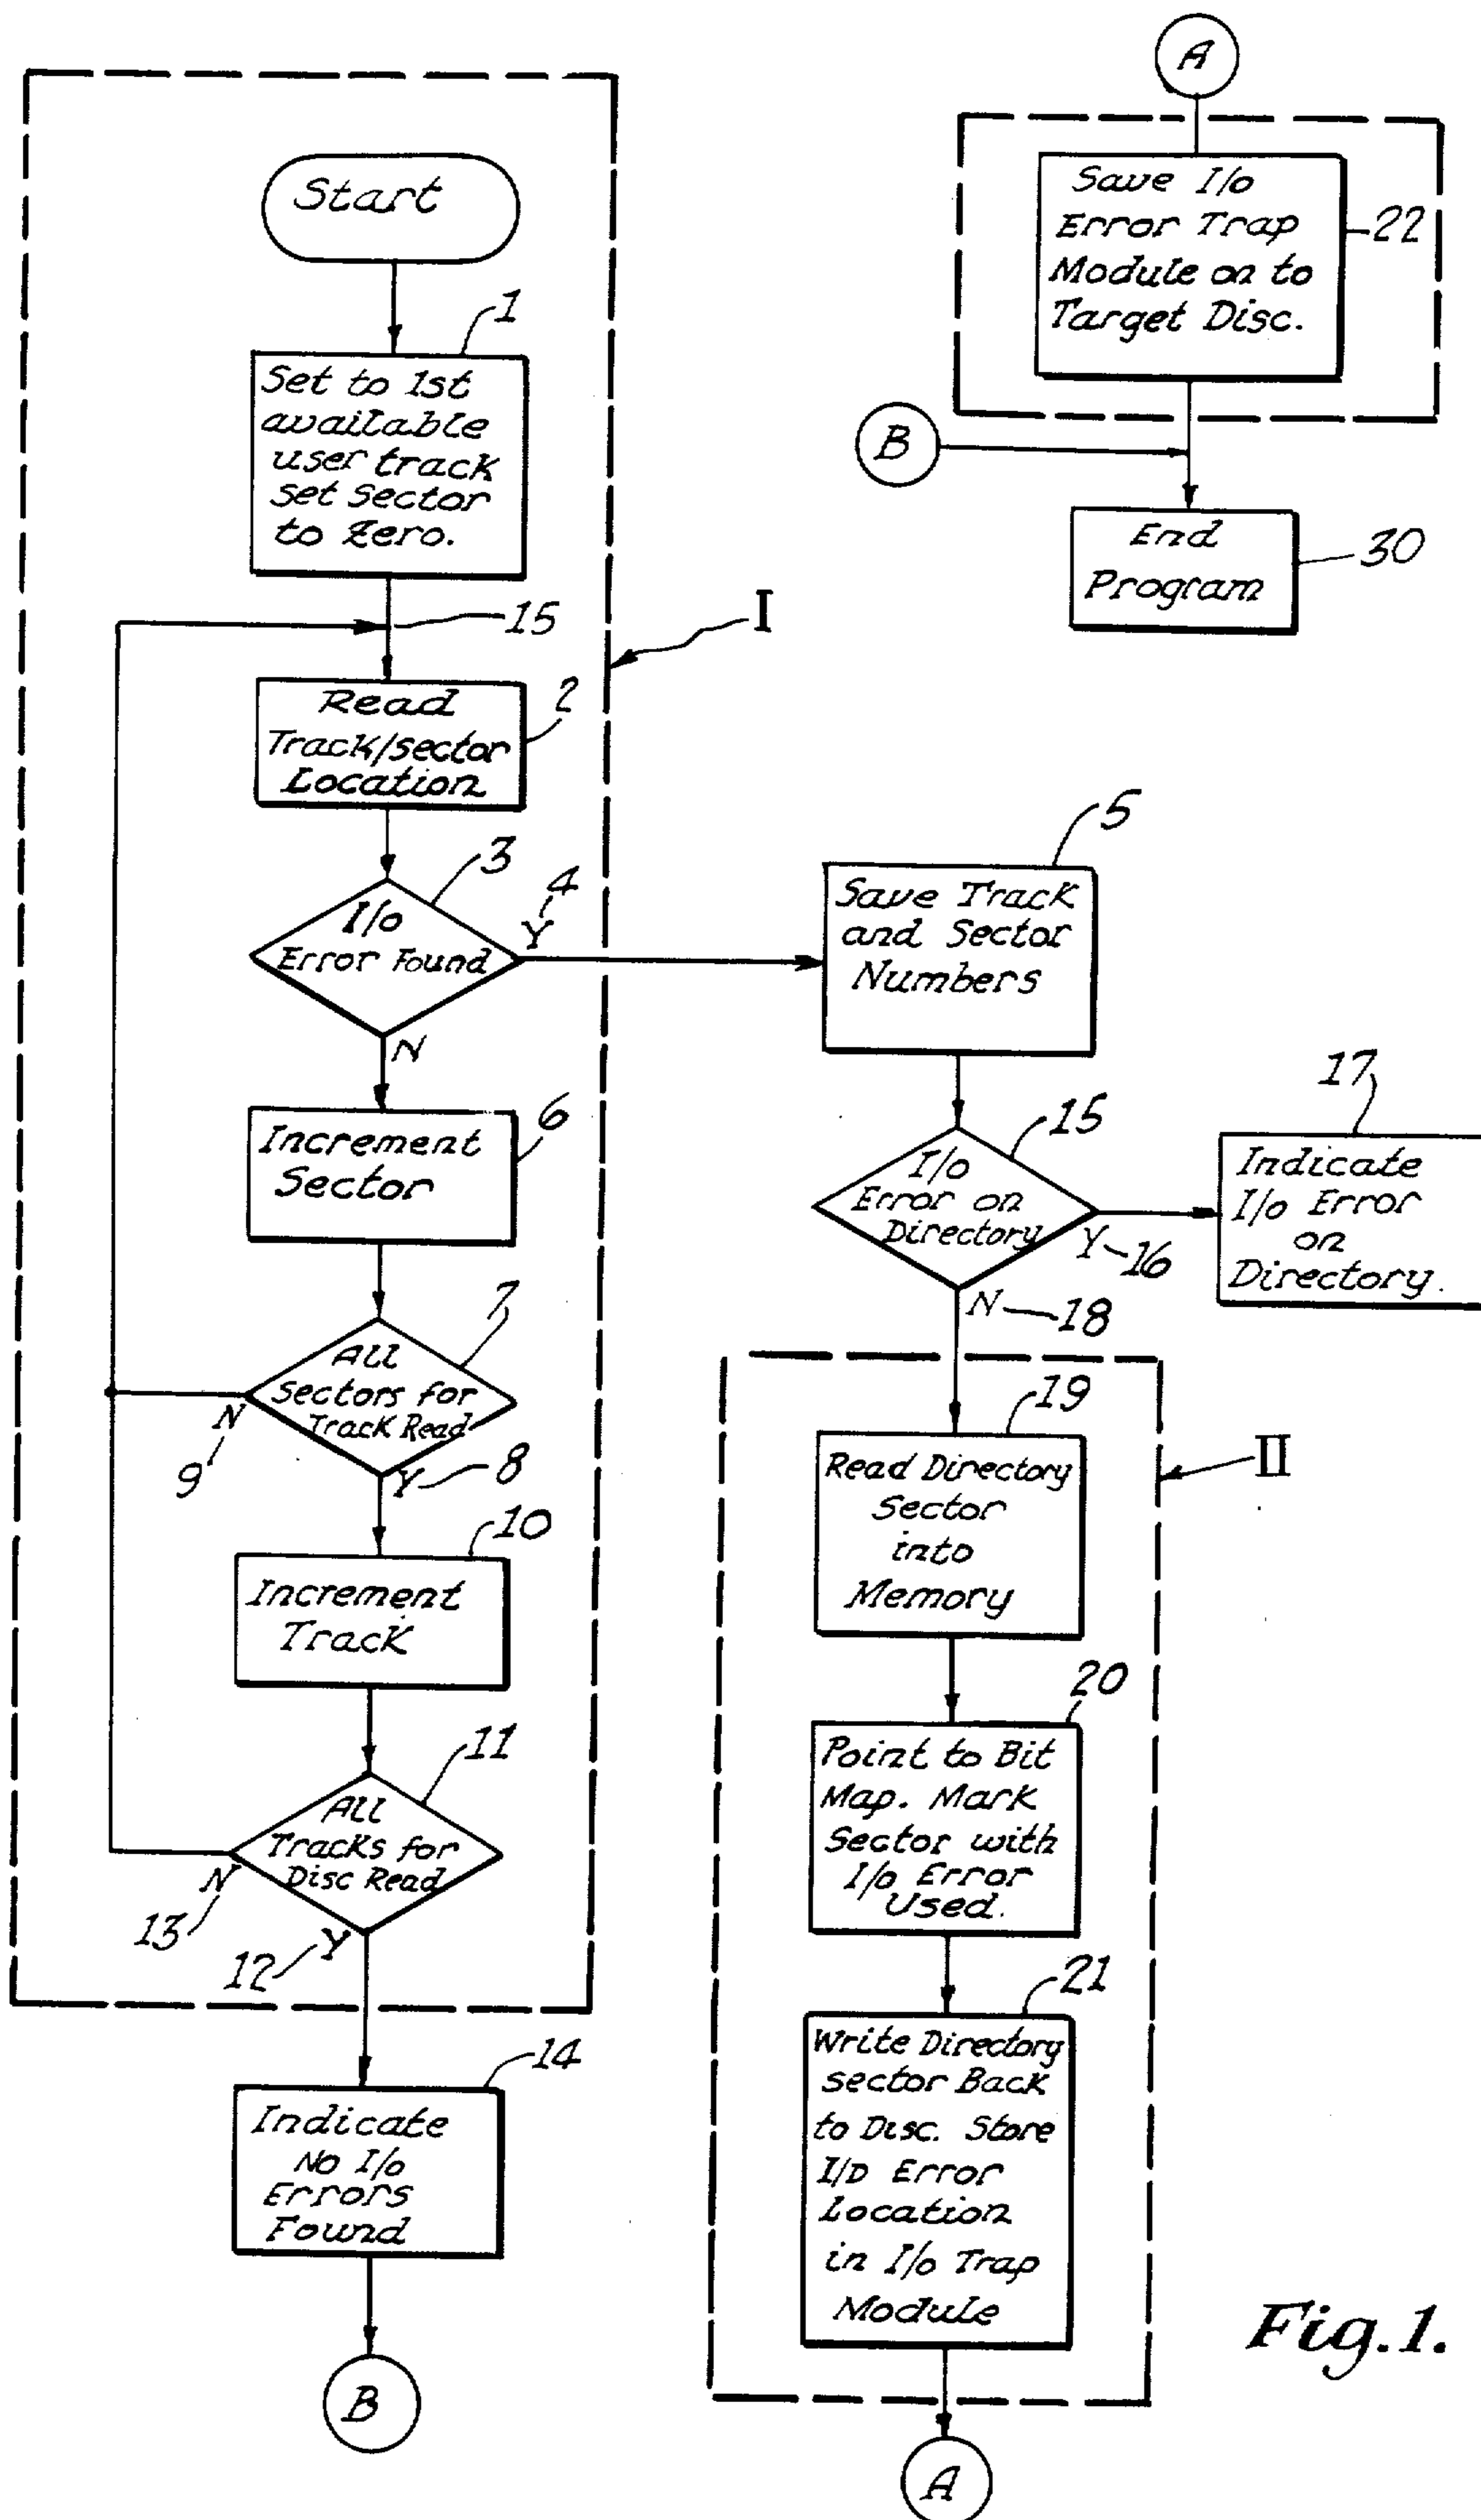 Start
1
Set to 1st
available
user track
set sector
to zero.
15
I
Read
Track/sector
Location
2
3
I/o
Error Found
4
Y
N
Increment
Sector
6
7
All
sectors for
Track Read
N
9
Y
8
10
Increment
Track
11
All
Tracks for
Disc Read
N
13
Y
12
14
Indicate
No I/o
Errors
Found
B
5
Save Track
and Sector
Numbers
15
I/o
Error on
Directory
Y
16
17
Indicate
I/o Error
on
Directory.
N
18
19
II
Read Directory
Sector
into
Memory
20
Point to Bit
Map. Mark
Sector with
I/o Error
Used.
21
Write Directory
sector Back
to Disc. Store
I/D Error
Location
in I/o Trap
Module
A
A
Save I/o
Error Trap
Module on to
Target Disc.
22
B
End
Program
30
Fig.1.